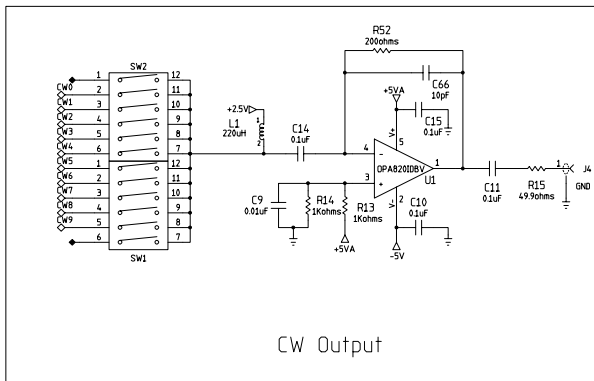 R52
200ohms
SW2
1 12
CW0 2 11
CW1 3 10
CW2 4 9
CW3 5 8
CW4 6 7
CW5 1 12
CW6 2 11
CW7 3 10
CW8 4 9
CW9 5 8
6 7
SW1
+2.5V
L1
220uH
1
2
C14
0.1uF
C66
10pF
+5VA
C15
0.1uF
V+
5
4 -
OPA820IDBV
1
3 +
U1
V-
2
C9
0.01uF
R14
1Kohms
R13
1Kohms
+5VA
C10
0.1uF
-5V
C11
0.1uF
R15
49.9ohms
1
J4
GND
CW Output